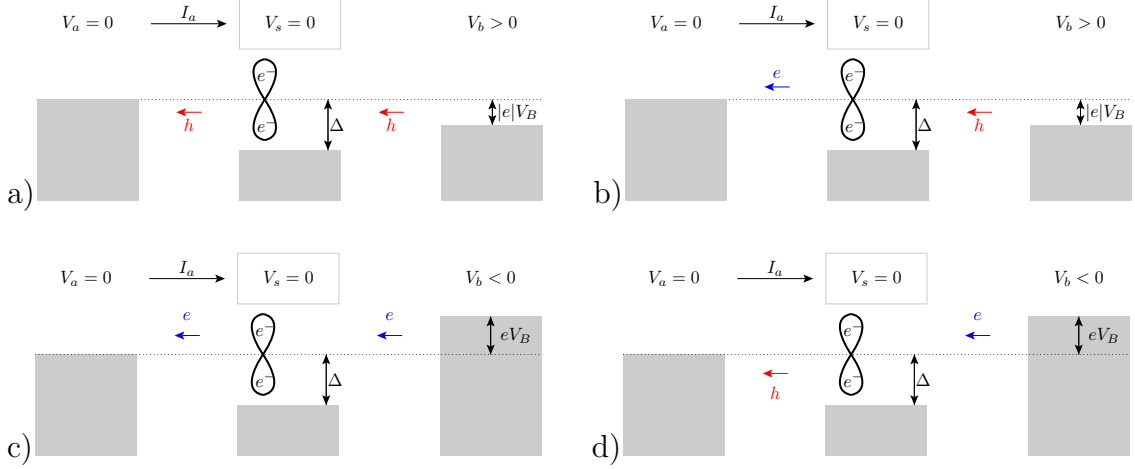 V_a = 0 I_a V_s = 0 V_b > 0
e⁻
e⁻
h
h
Δ
|e|V_B
a)
V_a = 0 I_a V_s = 0 V_b > 0
e
e⁻
e⁻
h
Δ
|e|V_B
b)
V_a = 0 I_a V_s = 0 V_b < 0
e
e
e⁻
e⁻
Δ
eV_B
c)
V_a = 0 I_a V_s = 0 V_b < 0
e
e⁻
e⁻
h
Δ
eV_B
d)